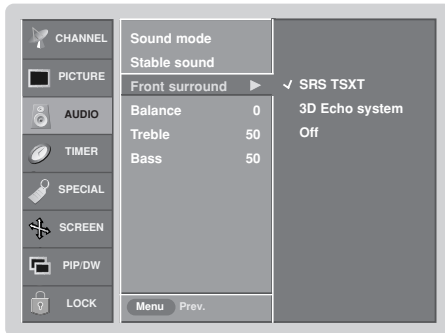 CHANNEL
PICTURE
AUDIO
TIMER
SPECIAL
SCREEN
PIP/DW
LOCK
Sound mode
Stable sound
Front surround ►
Balance 0
Treble 50
Bass 50
Menu Prev.
✓ SRS TSXT
3D Echo system
Off